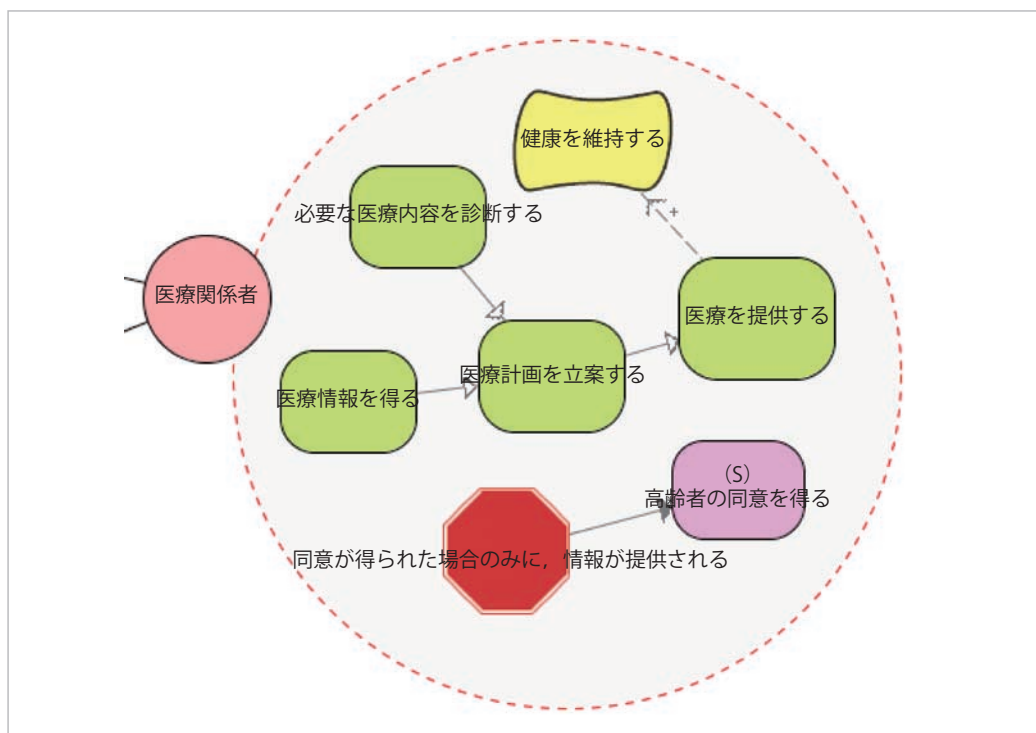 健康を維持する
必要な医療内容を診断する
医療関係者
医療を提供する
+
医療計画を立案する
医療情報を得る
（S）
高齢者の同意を得る
同意が得られた場合のみに，情報が提供される